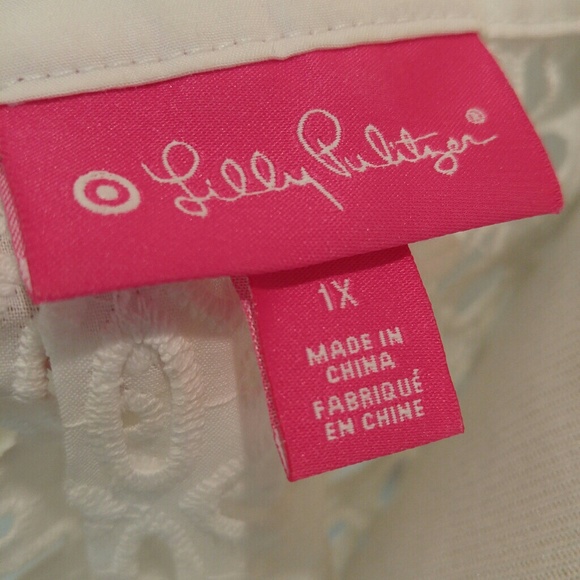 Lilly Pulitzer®
1X
MADE IN
CHINA
FABRIQUÉ
EN CHINE